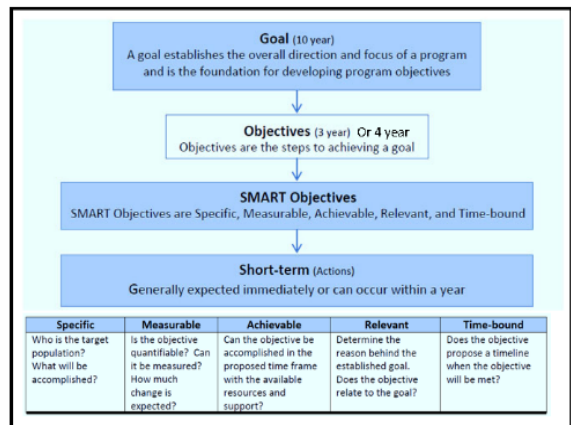 Goal (10 year)
A goal establishes the overall direction and focus of a program
and is the foundation for developing program objectives
Objectives (3 year) Or 4 year
Objectives are the steps to achieving a goal
SMART Objectives
SMART Objectives are Specific, Measurable, Achievable, Relevant, and Time-bound
Short-term (Actions)
Generally expected immediately or can occur within a year
Specific
Who is the target
population?
What will be
accomplished?
Measurable
Is the objective
quantifiable? Can
it be measured?
How much
change is
expected?
Achievable
Can the objective be
accomplished in the
proposed time frame
with the available
resources and
support?
Relevant
Determine the
reason behind the
established goal.
Does the objective
relate to the goal?
Time-bound
Does the objective
propose a timeline
when the objective
will be met?